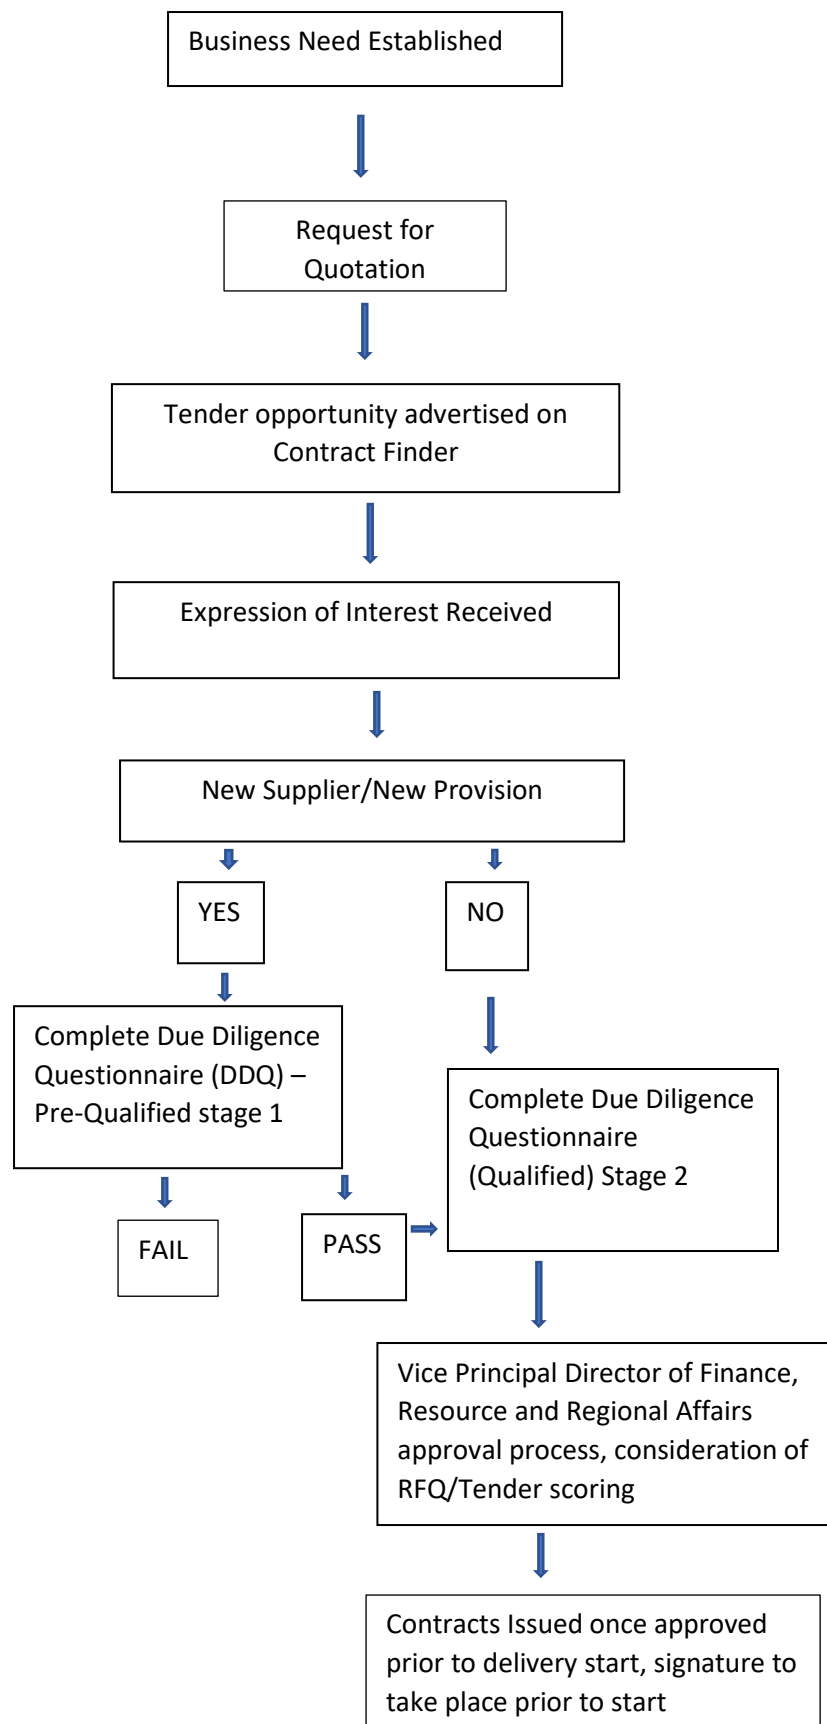 Business Need Established
Request for
Quotation
Tender opportunity advertised on
Contract Finder
Expression of Interest Received
New Supplier/New Provision
YES
NO
Complete Due Diligence
Questionnaire (DDQ) –
Pre-Qualified stage 1
Complete Due Diligence
Questionnaire
(Qualified) Stage 2
FAIL
PASS
Vice Principal Director of Finance,
Resource and Regional Affairs
approval process, consideration of
RFQ/Tender scoring
Contracts Issued once approved
prior to delivery start, signature to
take place prior to start